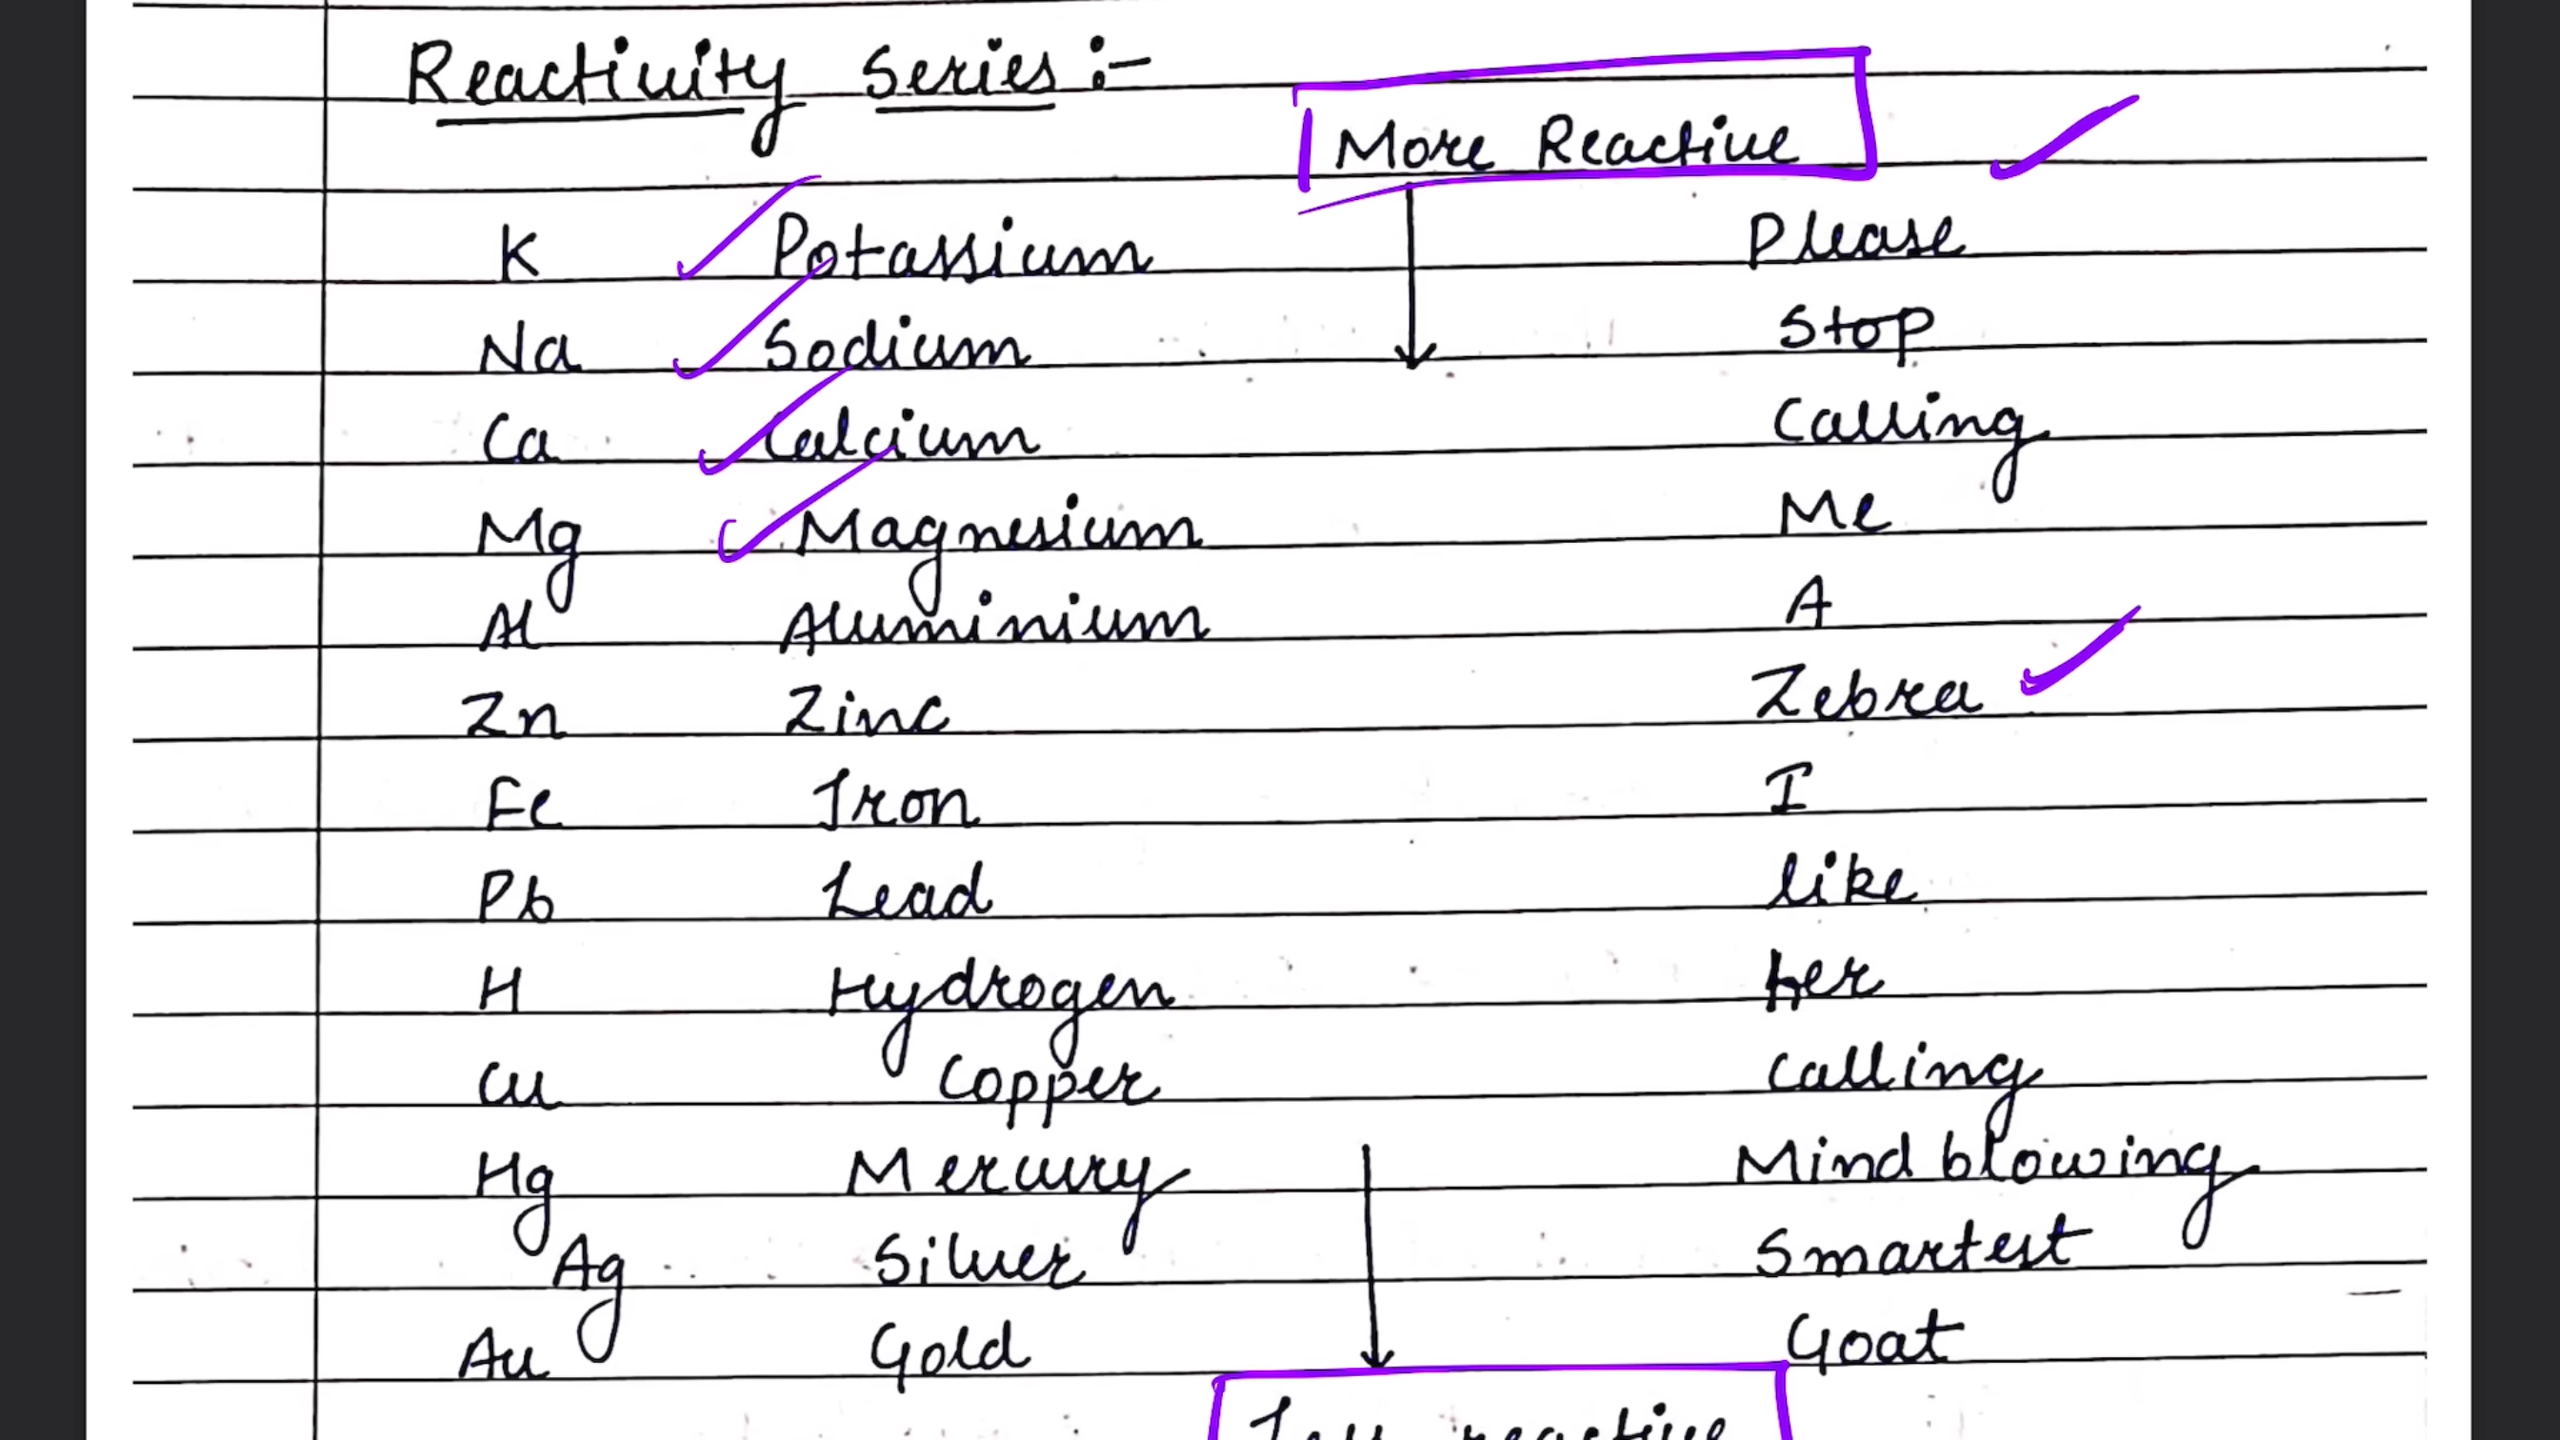 Reactivity Series :-
More Reactive
K Potassium Please
Na Sodium Stop
Ca Calcium Calling
Mg Magnesium Me
Al Aluminium A
Zn Zinc Zebra
Fe Iron I
Pb Lead like
H Hydrogen her
Cu Copper calling
Hg Mercury Mind blowing
Ag Silver Smartest
Au Gold Goat
Less reactive